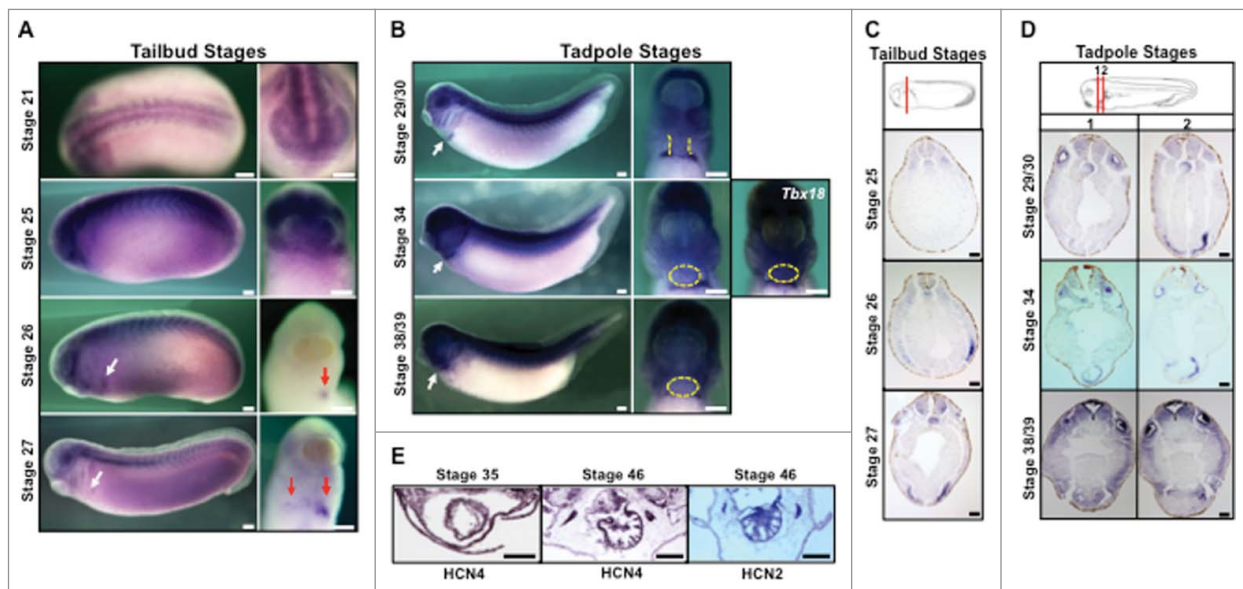 A
Tailbud Stages
Stage 21
Stage 25
Stage 26
Stage 27
B
Tadpole Stages
Stage 29/30
Stage 34
Tbx18
Stage 38/39
E
Stage 35 Stage 46 Stage 46
HCN4 HCN4 HCN2
C
Tailbud Stages
Stage 25
Stage 26
Stage 27
D
Tadpole Stages
12
1 2
Stage 29/30
Stage 34
Stage 38/39